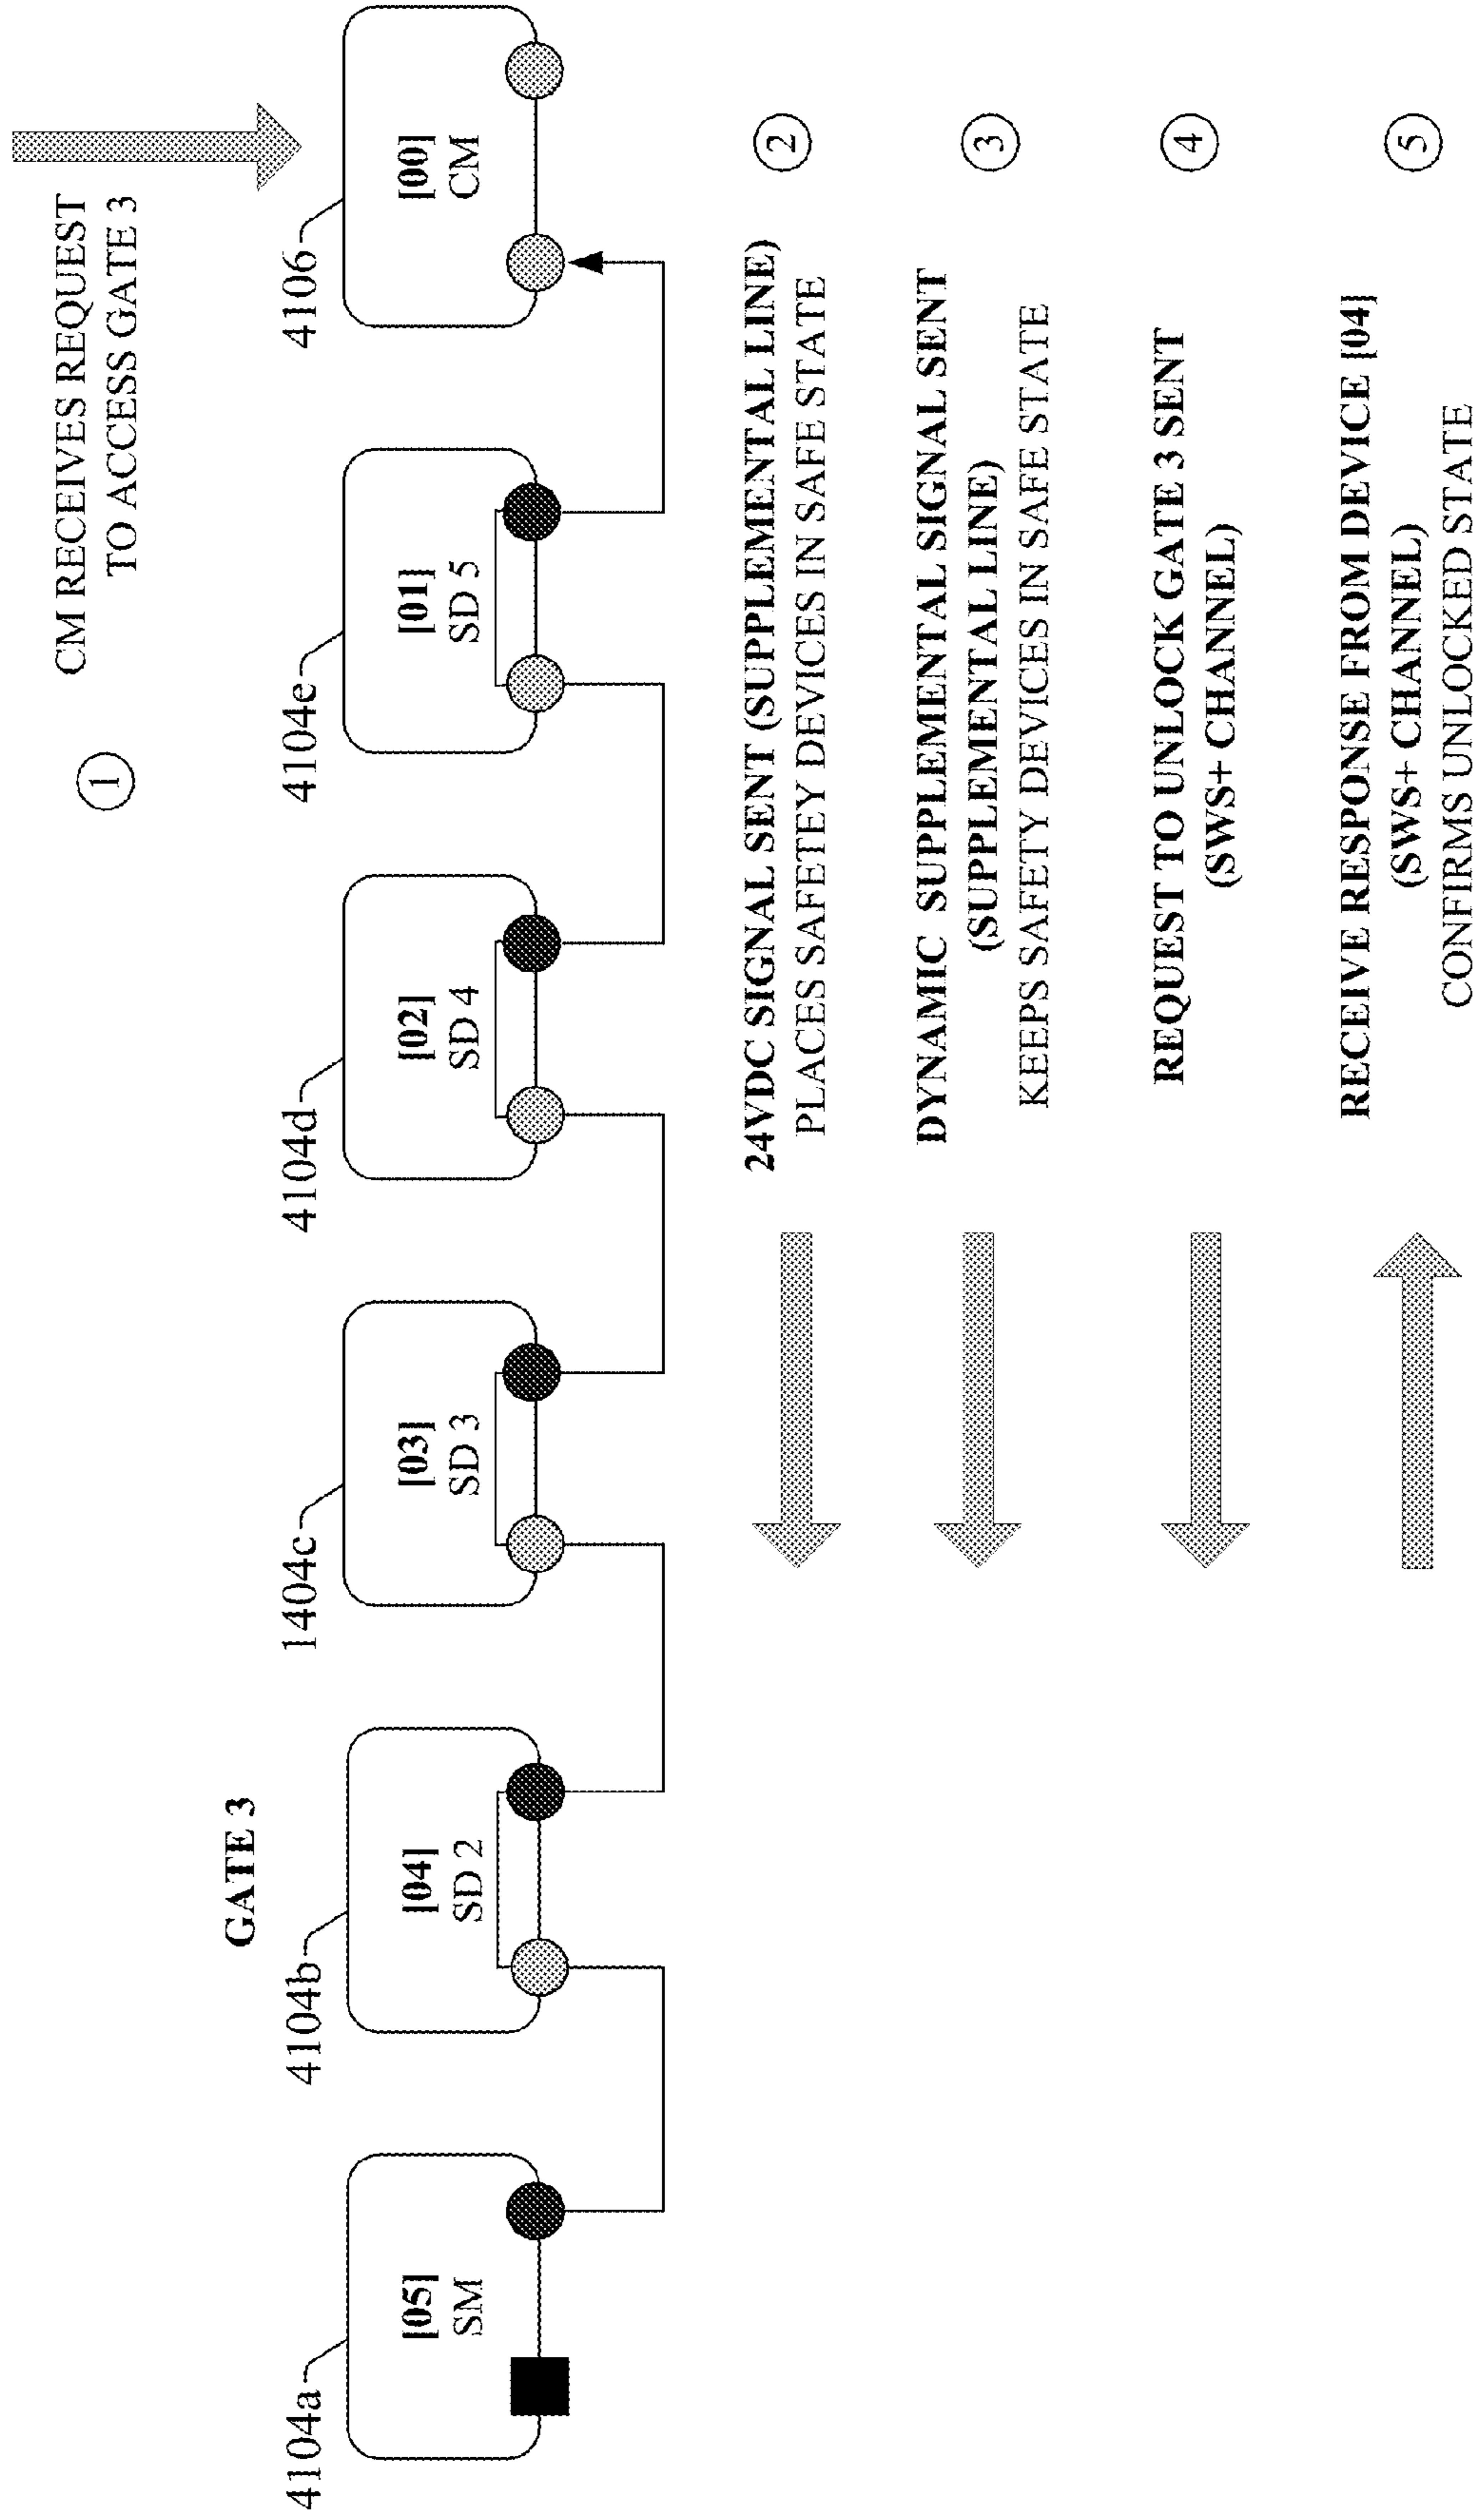 CM RECEIVES REQUEST
TO ACCESS GATE 3
1
GATE 3
4104a
4104b
1404c
4104d
4104e
4106
[05]
SM
[04]
SD 2
[03]
SD 3
[02]
SD 4
[01]
SD 5
[00]
CM
24VDC SIGNAL SENT (SUPPLEMENTAL LINE)
PLACES SAFETEY DEVICES IN SAFE STATE
2
DYNAMIC SUPPLEMENTAL SIGNAL SENT
(SUPPLEMENTAL LINE)
KEEPS SAFETY DEVICES IN SAFE STATE
3
REQUEST TO UNLOCK GATE 3 SENT
(SWS+ CHANNEL)
4
RECEIVE RESPONSE FROM DEVICE [04]
(SWS+ CHANNEL)
CONFIRMS UNLOCKED STATE
5